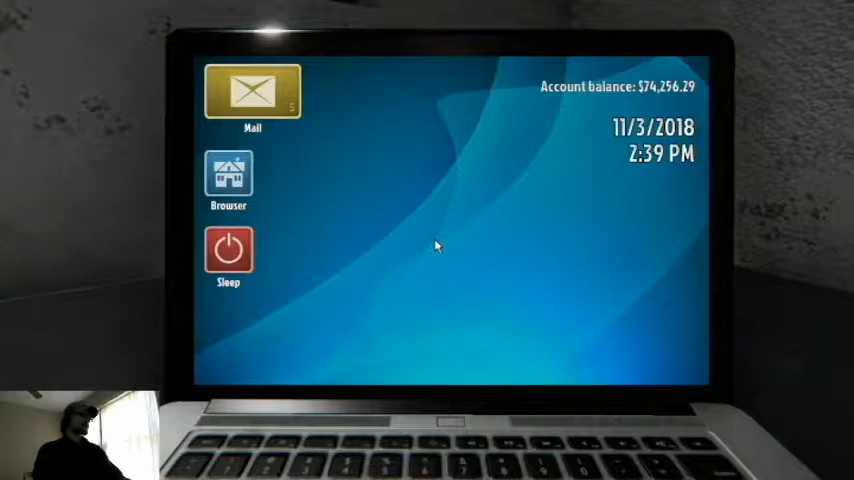 Account balance: $74,256.29
5
Mail
11/3/2018
2:39 PM
Browser
Sleep